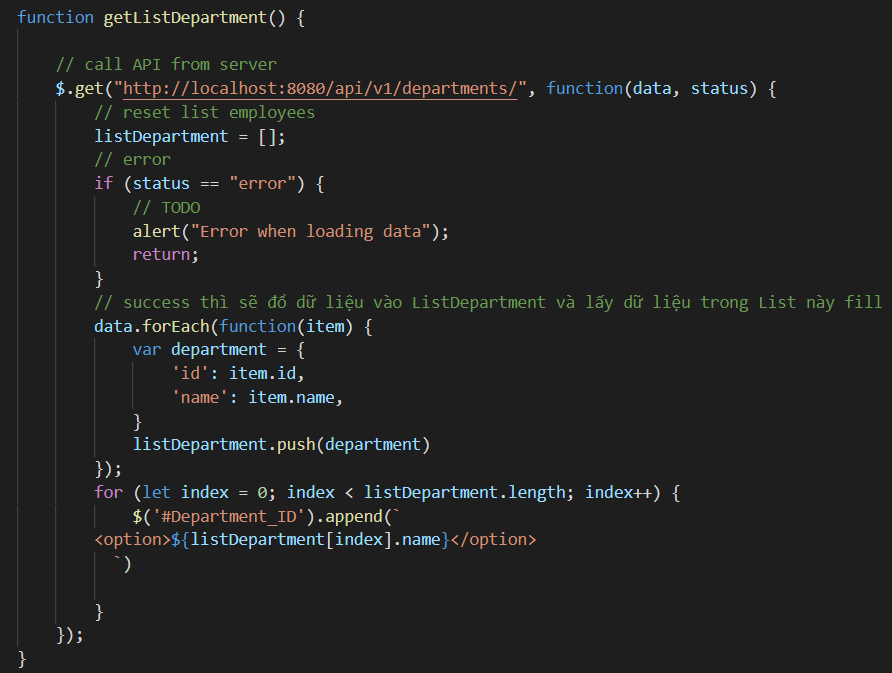 function getListDepartment() {
// call API from server
$.get("http://localhost:8080/api/v1/departments/", function(data, status) {
// reset list employees
listDepartment = [];
// error
if (status == "error") {
// TODO
alert("Error when loading data");
return;
}
// success thì sẽ đổ dữ liệu vào ListDepartment và lấy dữ liệu trong List này fill
data.forEach(function(item) {
var department = {
'id': item.id,
'name': item.name,
}
listDepartment.push(department)
});
for (let index = 0; index < listDepartment.length; index++) {
$('#Department_ID').append(`
<option>${listDepartment[index].name}</option>
`)
}
});
}